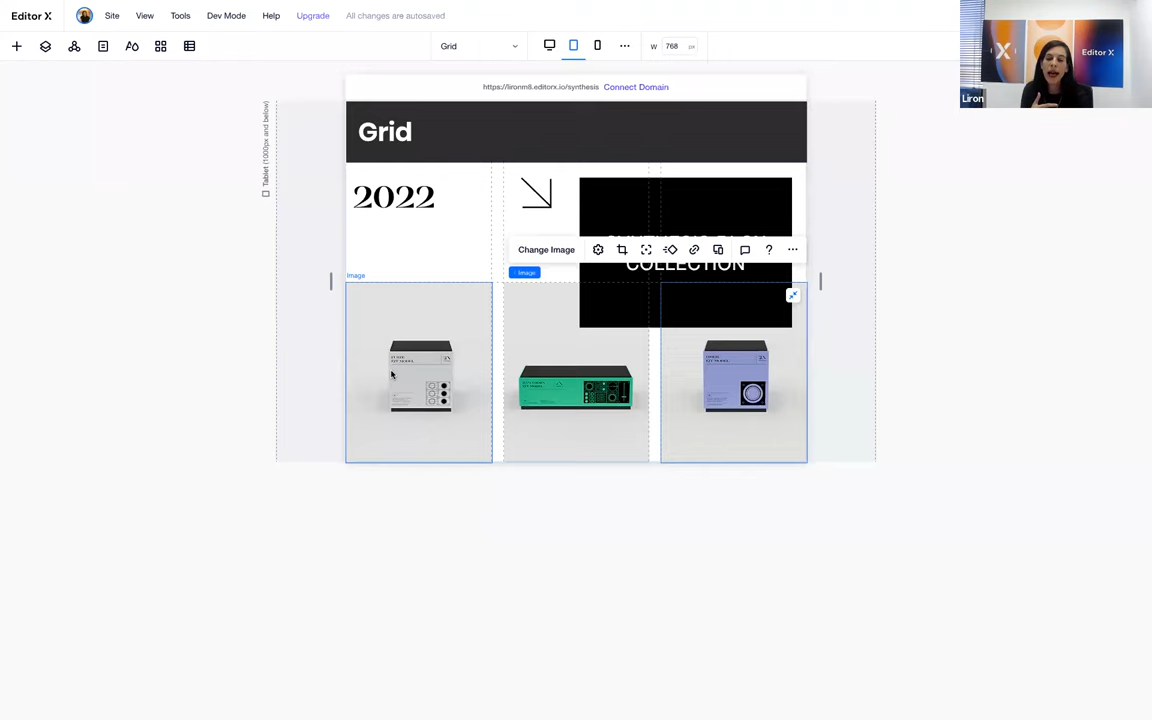 Editor X
Site
View
Tools
Dev Mode
Help
Upgrade
All changes are autosaved
Grid
W 768 px
Editor X
Liron
https://lironm6.editorx.io/synthesis Connect Domain
Tablet (1000px and below)
Grid
2022
Change Image
COLLECTION
Image
Image